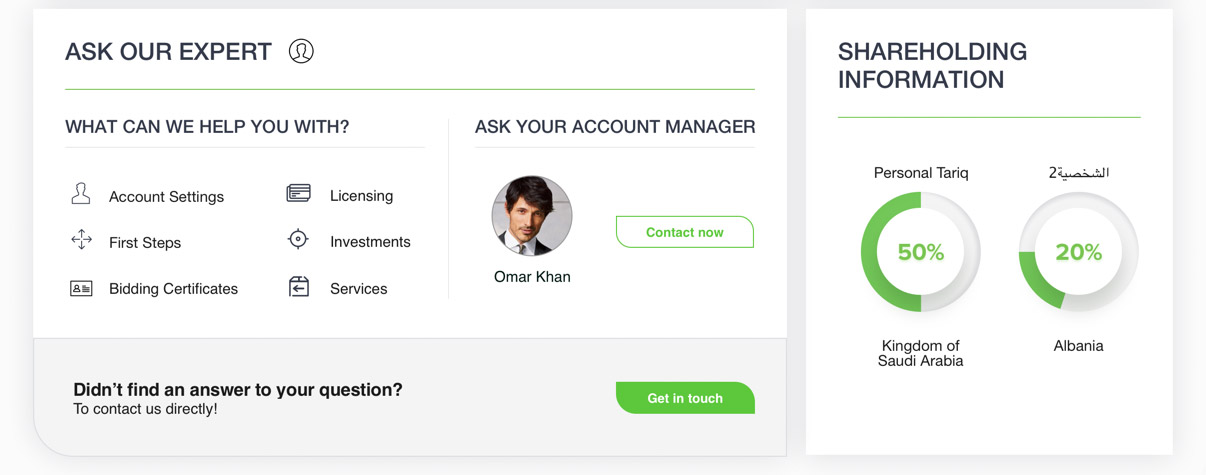 ASK OUR EXPERT
WHAT CAN WE HELP YOU WITH?
Account Settings
Licensing
First Steps
Investments
Bidding Certificates
Services
ASK YOUR ACCOUNT MANAGER
Contact now
Omar Khan
Didn’t find an answer to your question?
To contact us directly!
Get in touch
SHAREHOLDING
INFORMATION
Personal Tariq
الشخصية2
50%
20%
Kingdom of
Saudi Arabia
Albania